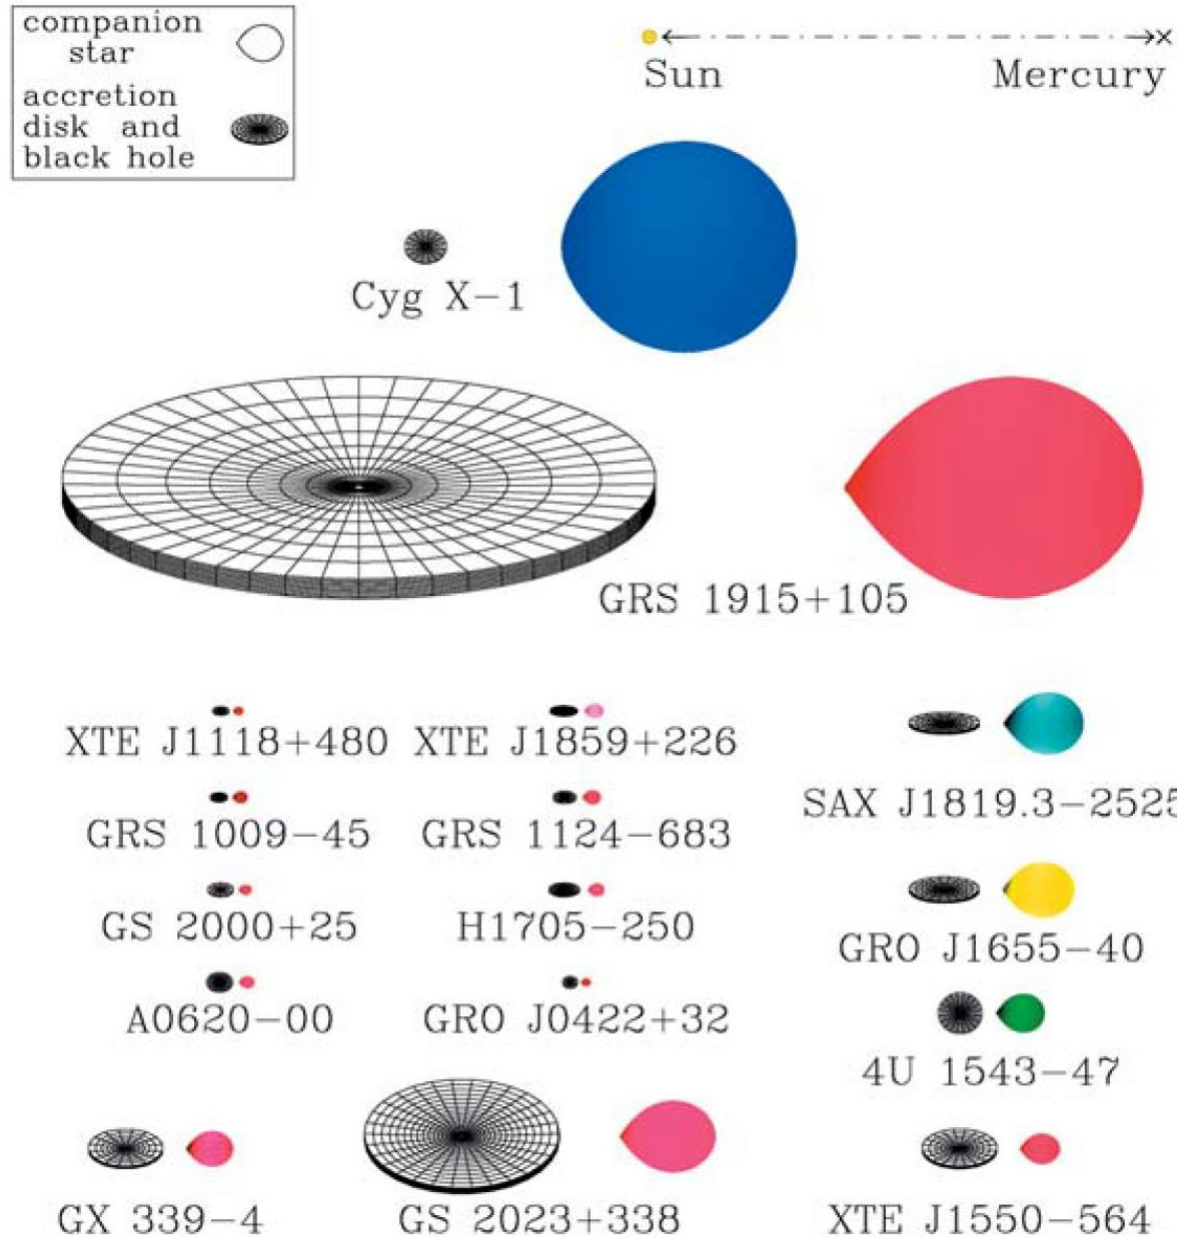 companion
star
accretion
disk and
black hole
Sun
Mercury
Cyg X−1
GRS 1915+105
XTE J1118+480
XTE J1859+226
SAX J1819.3−2525
GRS 1009−45
GRS 1124−683
GS 2000+25
H1705−250
GRO J1655−40
A0620−00
GRO J0422+32
4U 1543−47
GX 339−4
GS 2023+338
XTE J1550−564